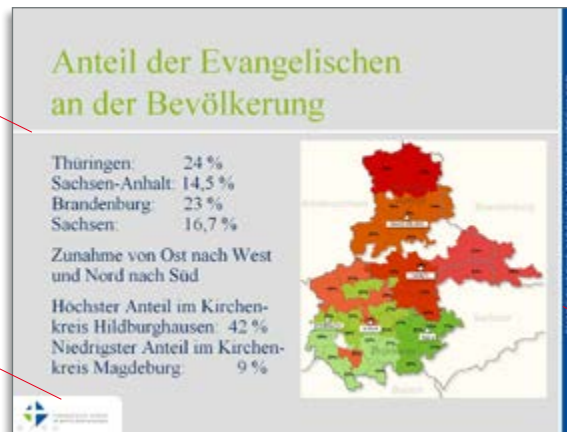 Anteil der Evangelischen
an der Bevölkerung
Thüringen: 24 %
Sachsen-Anhalt: 14,5 %
Brandenburg: 23 %
Sachsen: 16,7 %
Zunahme von Ost nach West
und Nord nach Süd
Höchster Anteil im Kirchen-
kreis Hildburghausen: 42 %
Niedrigster Anteil im Kirchen-
kreis Magdeburg: 9 %